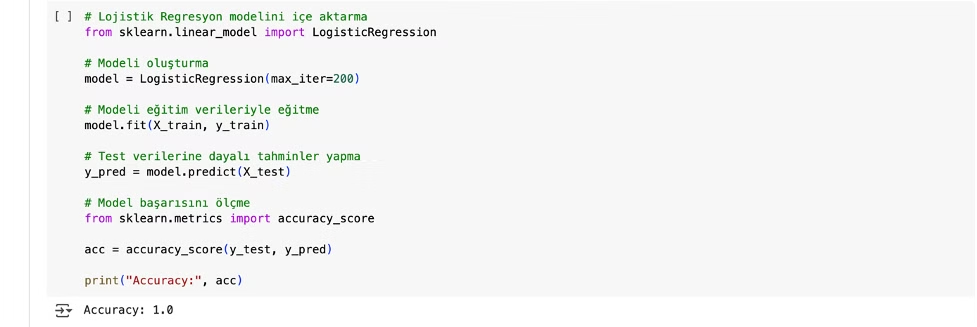 [ ] # Lojistik Regresyon modelini içe aktarma
from sklearn.linear_model import LogisticRegression
# Modeli oluşturma
model = LogisticRegression(max_iter=200)
# Modeli eğitim verileriyle eğitme
model.fit(X_train, y_train)
# Test verilerine dayalı tahminler yapma
y_pred = model.predict(X_test)
# Model başarısını ölçme
from sklearn.metrics import accuracy_score
acc = accuracy_score(y_test, y_pred)
print("Accuracy:", acc)
Accuracy: 1.0